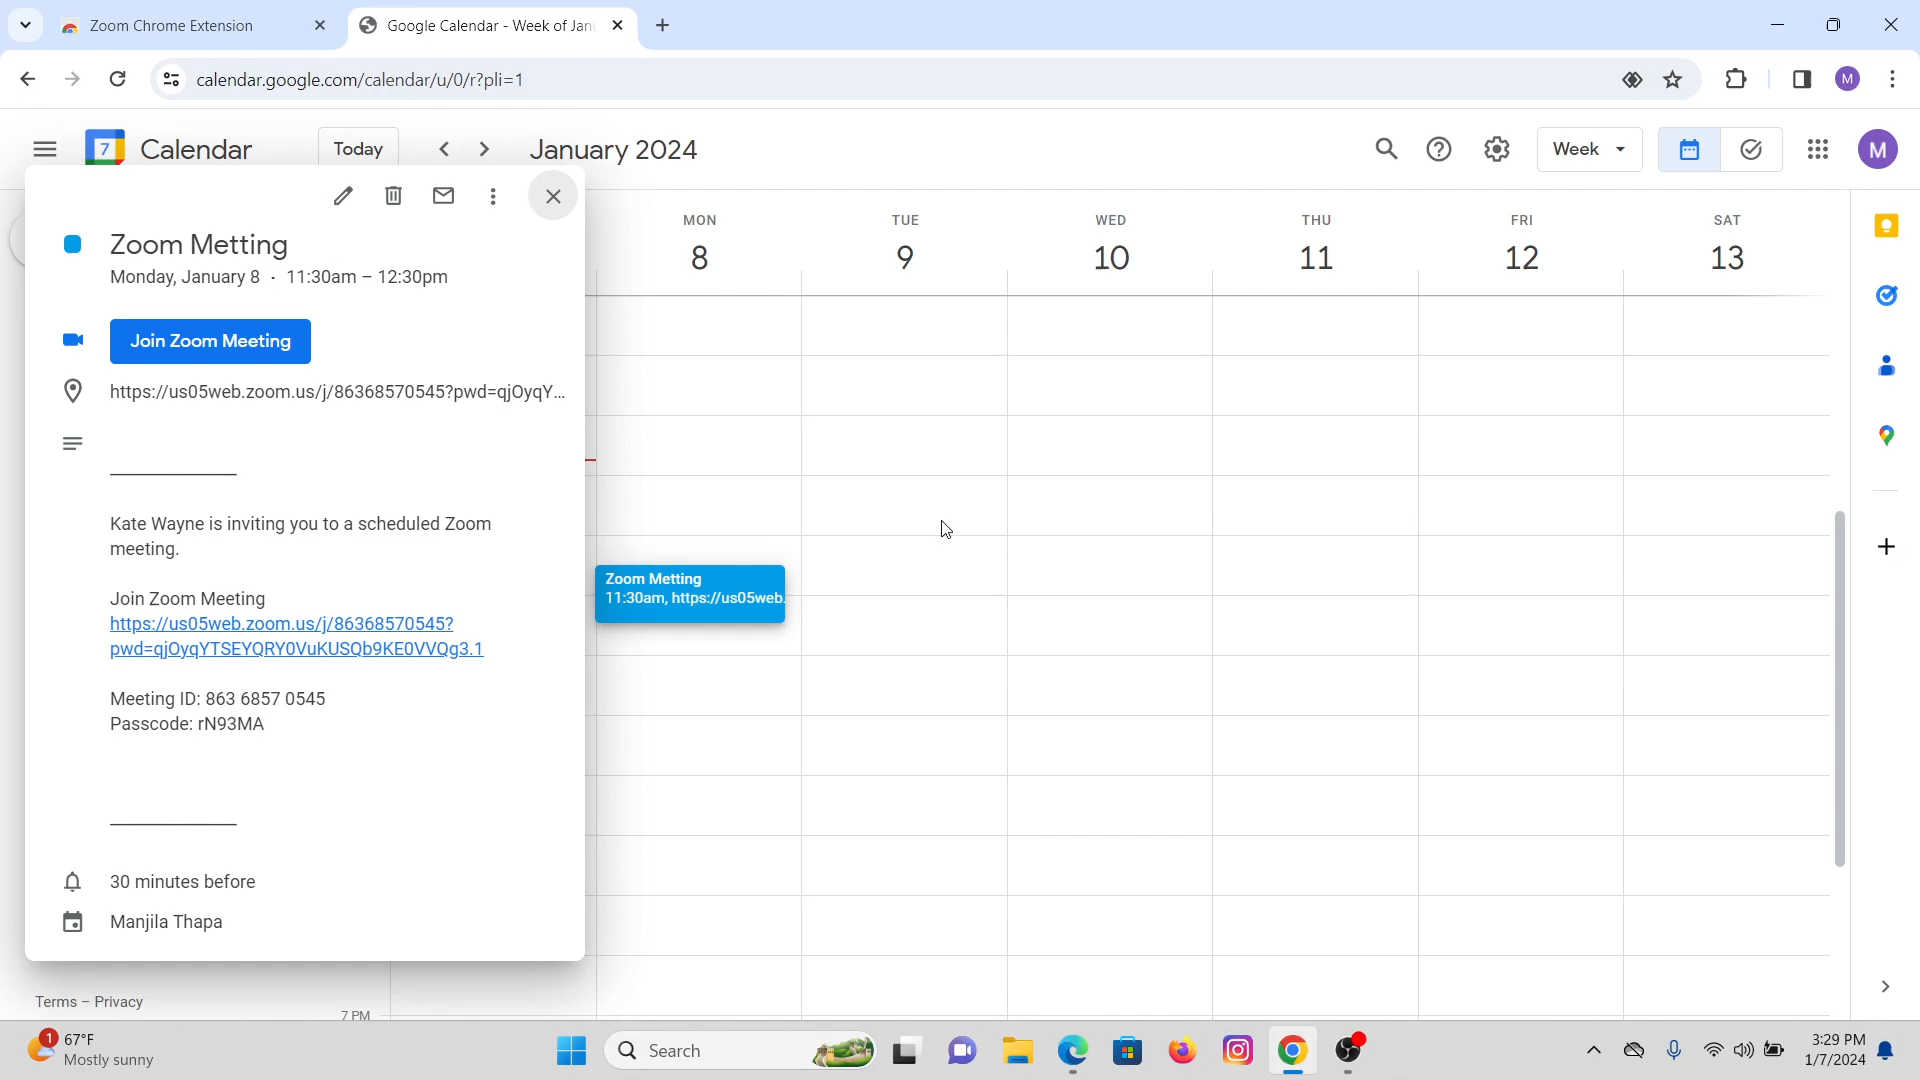 Zoom Chrome Extension
Google Calendar - Week of Janu
calendar.google.com/calendar/u/0/r?pli=1
M
7
Calendar
Today
January 2024
Week
M
Zoom Metting
Monday, January 8 · 11:30am – 12:30pm
Join Zoom Meeting
https://us05web.zoom.us/j/86368570545?pwd=qjOyqY...
Kate Wayne is inviting you to a scheduled Zoom
meeting.
Join Zoom Meeting
https://us05web.zoom.us/j/86368570545?
pwd=qjOyqYTSEYQRY0VuKUSQb9KE0VVQg3.1
Meeting ID: 863 6857 0545
Passcode: rN93MA
30 minutes before
Manjila Thapa
MON
8
TUE
9
WED
10
THU
11
FRI
12
SAT
13
Zoom Metting
11:30am, https://us05web.
Terms – Privacy
7 PM
1
67°F
Mostly sunny
Search
3:29 PM
1/7/2024